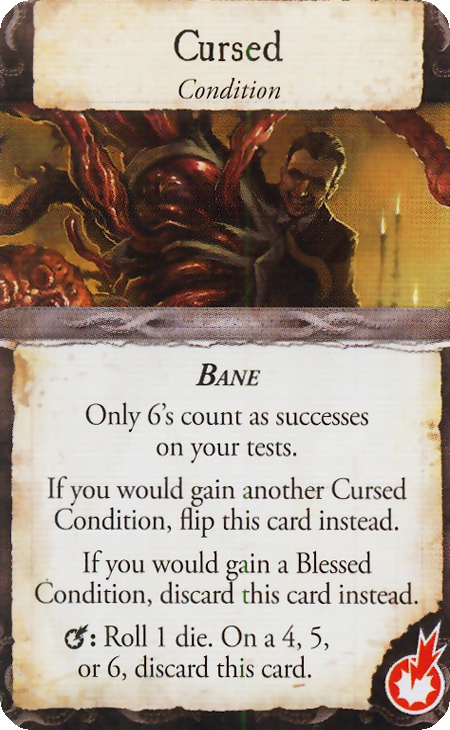 Cursed
Condition
BANE
Only 6's count as successes
on your tests.
If you would gain another Cursed
Condition, flip this card instead.
If you would gain a Blessed
Condition, discard this card instead.
: Roll 1 die. On a 4, 5,
or 6, discard this card.